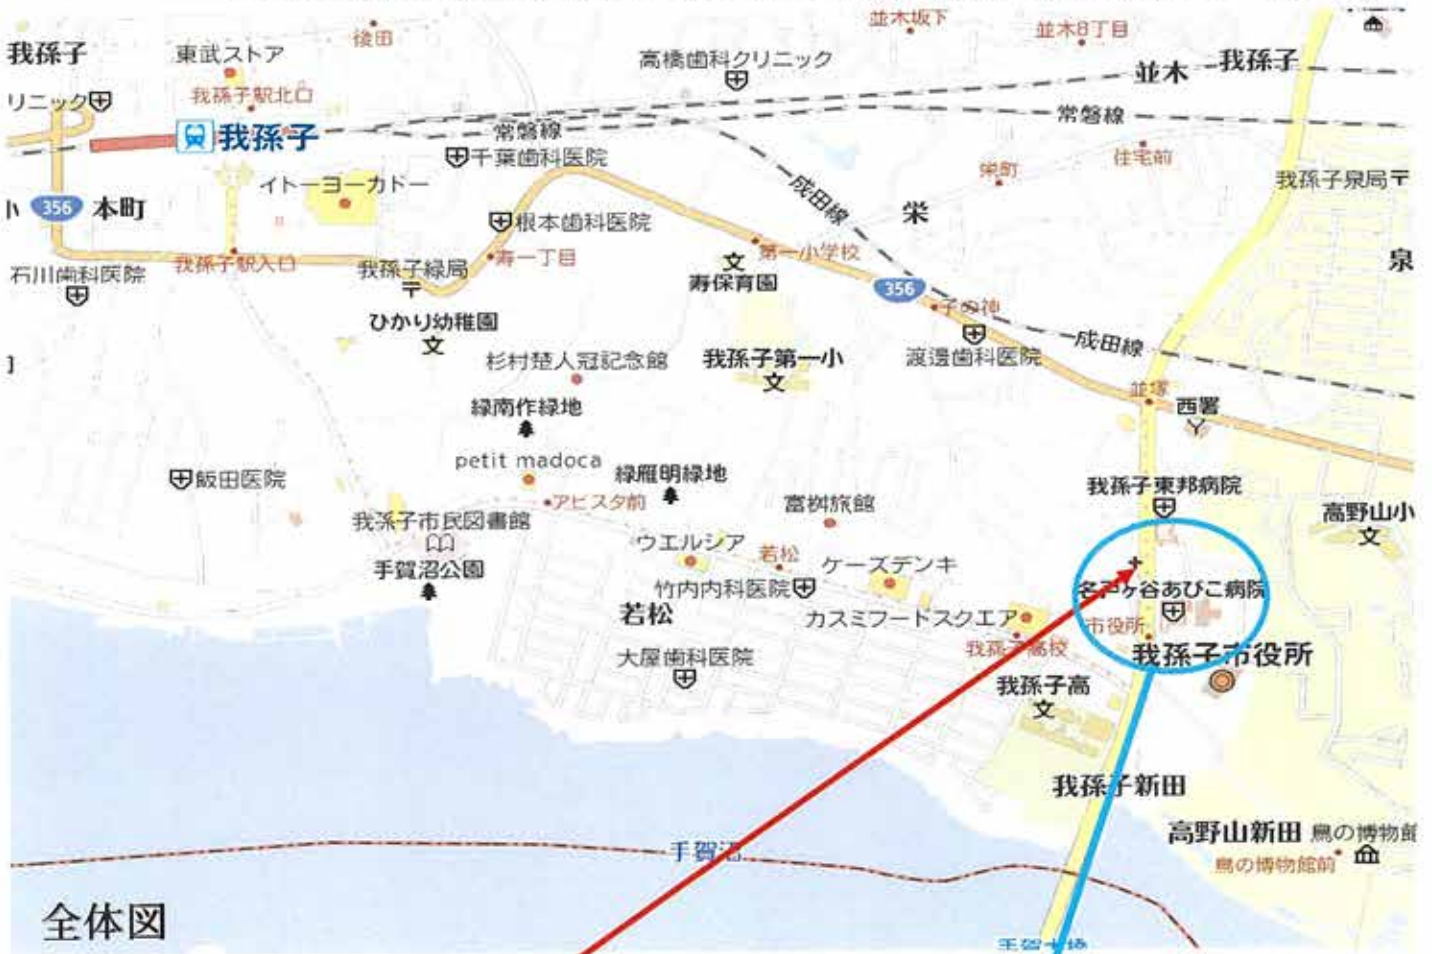 並木坂下
並木8丁目
我孫子
東武ストア
後田
高橋歯科クリニック
並木
我孫子
リニック
我孫子駅北口
我孫子
常磐線
常磐線
千葉歯科医院
住宅前
栄町
我孫子泉局
イトーヨーカドー
成田線
356
本町
栄
根本歯科医院
第一小学校
泉
我孫子駅入口
我孫子緑局
寿一丁目
石川歯科医院
寿保育園
356
子の神
ひかり幼稚園
杉村楚人冠記念館
我孫子第一小
渡邊歯科医院
成田線
並塚
西署
緑南作緑地
petit madoca
緑雁明緑地
飯田医院
アビスタ前
富桝旅館
我孫子東邦病院
高野山小
我孫子市民図書館
ウエルシア
若松
ケーズデンキ
手賀沼公園
竹内内科医院
名戸ヶ谷あびこ病院
若松
カスミフードスクエア
市役所
我孫子高校
我孫子市役所
大屋歯科医院
我孫子高
我孫子新田
高野山新田
鳥の博物館
手賀沼
鳥の博物館前
全体図
手賀大橋